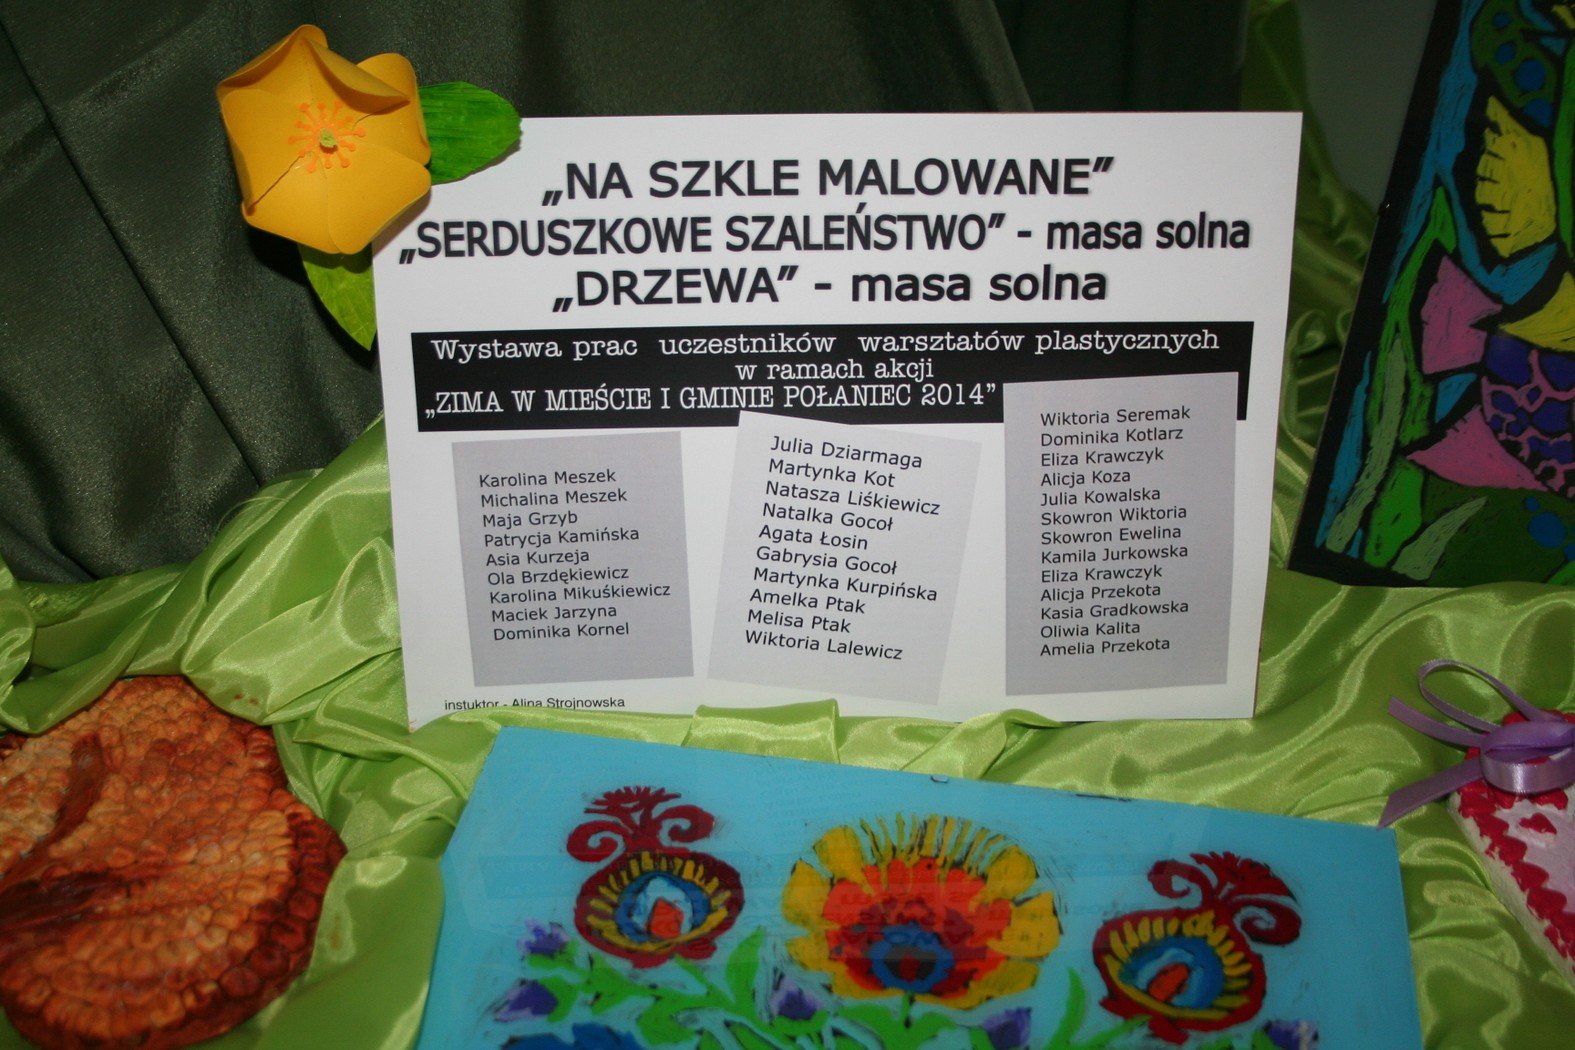 „NA SZKLE MALOWANE”
„SERDUSZKOWE SZALEŃSTWO” - masa solna
„DRZEWA” - masa solna
Wystawa prac uczestników warsztatów plastycznych
w ramach akcji
„ZIMA W MIEŚCIE I GMINIE POŁANIEC 2014”
Karolina Meszek
Michalina Meszek
Maja Grzyb
Patrycja Kamińska
Asia Kurzeja
Ola Brzdękiewicz
Karolina Mikuśkiewicz
Maciek Jarzyna
Dominika Kornel
Julia Dziarmaga
Martynka Kot
Natasza Liśkiewicz
Natalka Gocoł
Agata Łosin
Gabrysia Gocoł
Martynka Kurpińska
Amelka Ptak
Melisa Ptak
Wiktoria Lalewicz
Wiktoria Seremak
Dominika Kotlarz
Eliza Krawczyk
Alicja Koza
Julia Kowalska
Skowron Wiktoria
Skowron Ewelina
Kamila Jurkowska
Eliza Krawczyk
Alicja Przekota
Kasia Gradkowska
Oliwia Kalita
Amelia Przekota
instuktor - Alina Strojnowska